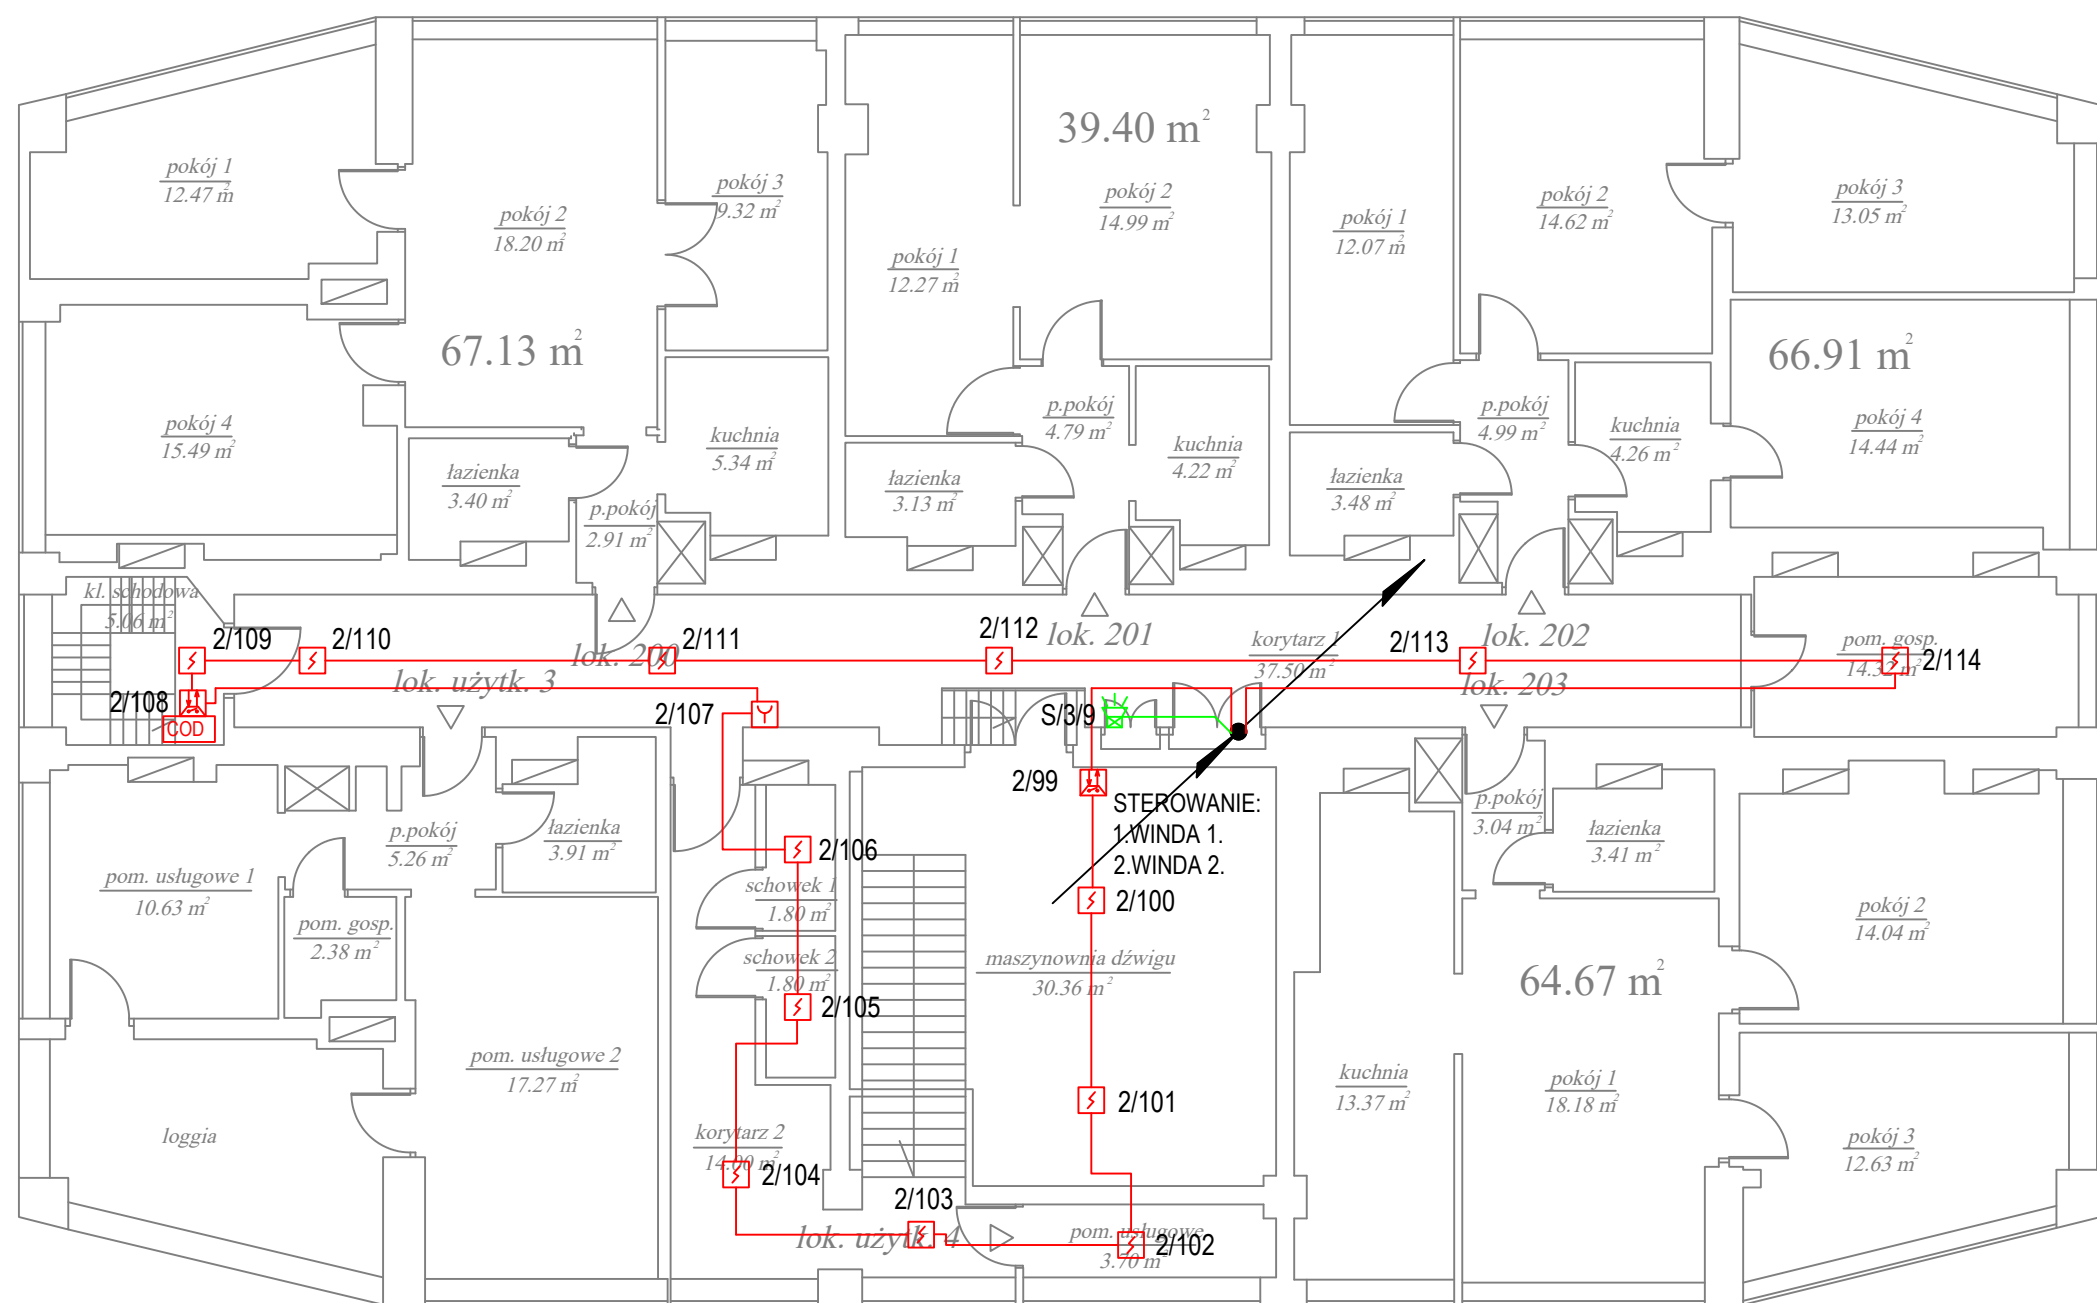 39.40 m²
pokój 1
12.47 m²
pokój 2
18.20 m²
pokój 3
9.32 m²
pokój 1
12.27 m²
pokój 2
14.99 m²
pokój 1
12.07 m²
pokój 2
14.62 m²
pokój 3
13.05 m²
67.13 m²
66.91 m²
pokój 4
15.49 m²
łazienka
3.40 m²
p.pokój
2.91 m²
kuchnia
5.34 m²
łazienka
3.13 m²
p.pokój
4.79 m²
kuchnia
4.22 m²
łazienka
3.48 m²
p.pokój
4.99 m²
kuchnia
4.26 m²
pokój 4
14.44 m²
kl. schodowa
5.06 m²
2/109
2/110
lok. 200
2/111
2/112
lok. 201
korytarz 1
37.50 m²
2/113
lok. 202
pom. gosp.
14.32 m²
2/114
2/108
COD
lok. użytk. 3
2/107
S/3/9
lok. 203
2/99
STEROWANIE:
1.WINDA 1.
2.WINDA 2.
p.pokój
5.26 m²
łazienka
3.91 m²
2/106
p.pokój
3.04 m²
łazienka
3.41 m²
pom. usługowe 1
10.63 m²
pom. gosp.
2.38 m²
schowek 1
1.80 m²
2/100
pokój 2
14.04 m²
schowek 2
1.80 m²
maszynownia dźwigu
30.36 m²
64.67 m²
2/105
pom. usługowe 2
17.27 m²
2/101
kuchnia
13.37 m²
pokój 1
18.18 m²
loggia
korytarz 2
14.00 m²
2/104
pokój 3
12.63 m²
2/103
lok. użytk. 4
pom. usługowe
3.70 m²
2/102